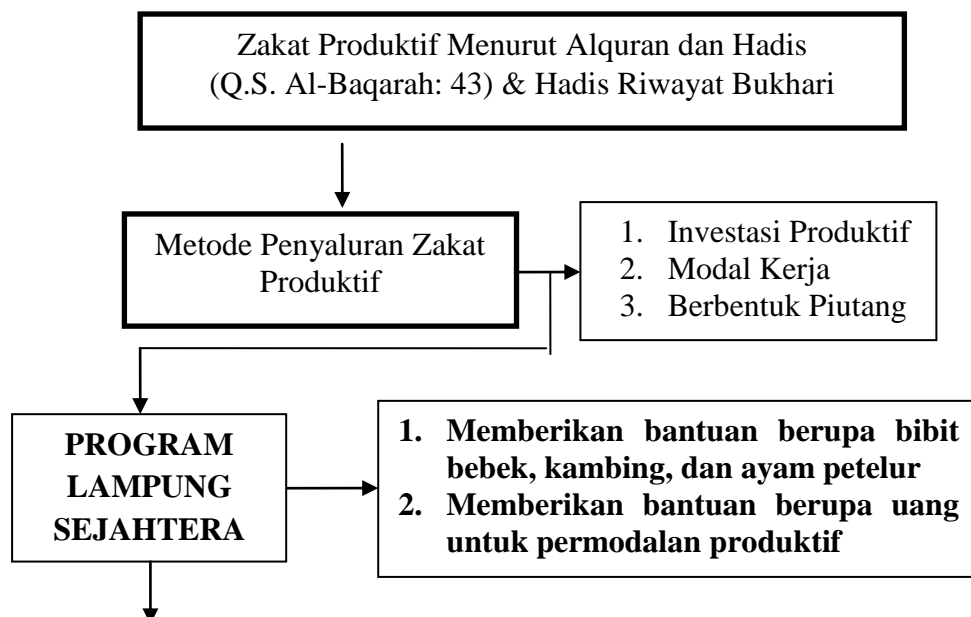 Zakat Produktif Menurut Alquran dan Hadis
(Q.S. Al-Baqarah: 43) & Hadis Riwayat Bukhari
Metode Penyaluran Zakat
Produktif
1. Investasi Produktif
2. Modal Kerja
3. Berbentuk Piutang
PROGRAM
LAMPUNG
SEJAHTERA
1. Memberikan bantuan berupa bibit
bebek, kambing, dan ayam petelur
2. Memberikan bantuan berupa uang
untuk permodalan produktif